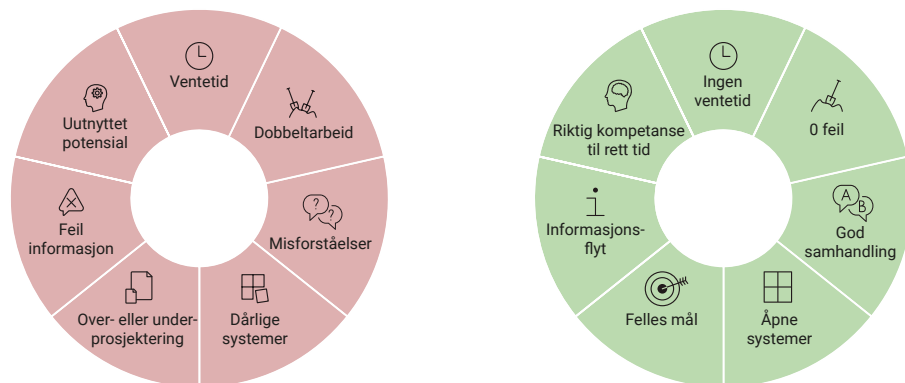 Ventetid
Dobbeltarbeid
Misforståelser
Dårlige
systemer
Over- eller under-
prosjektering
Feil
informasjon
Uutnyttet
potensial
?
?
Ingen
ventetid
0 feil
A
B
God
samhandling
Åpne
systemer
Felles mål
Informasjons-
flyt
Riktig kompetanse
til rett tid